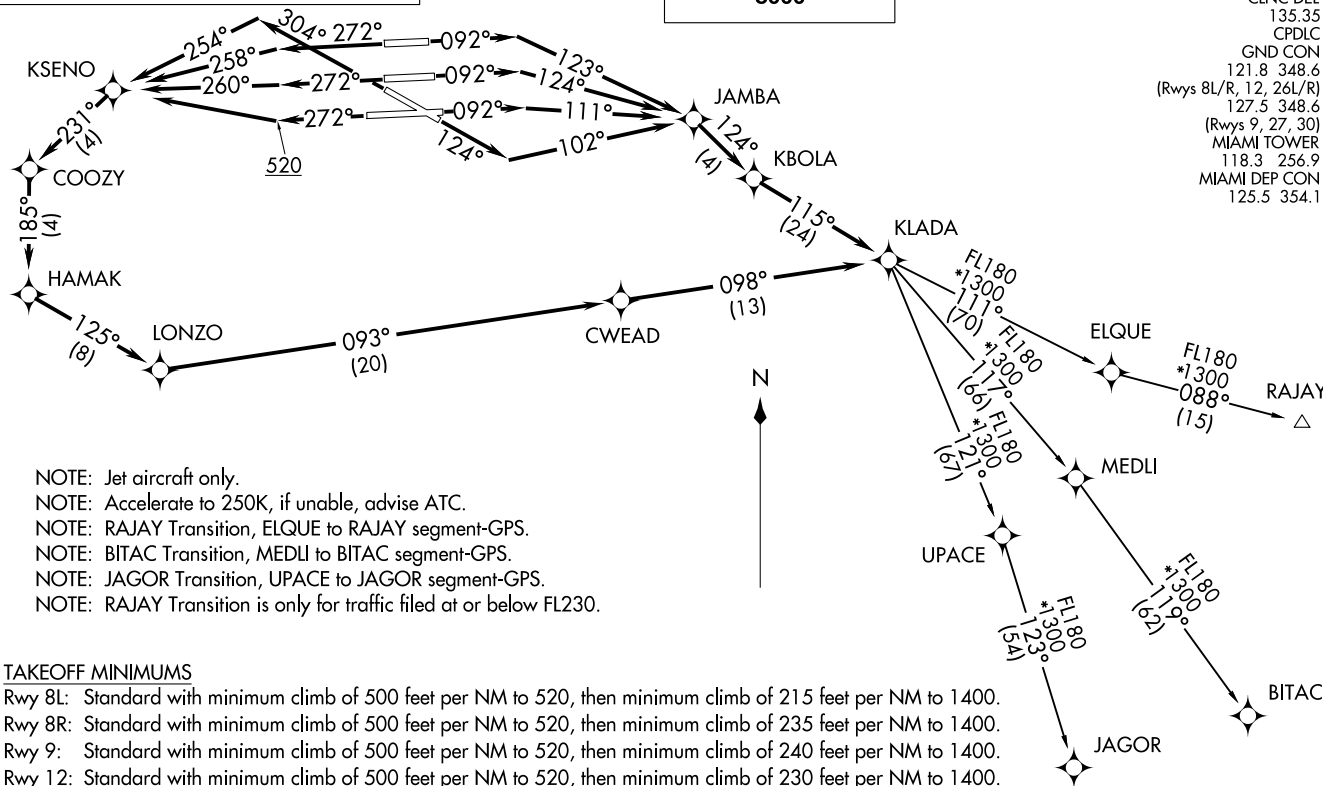 5000
CLNC DEL
135.35
CPDLC
GND CON
121.8 348.6
(Rwys 8L/R, 12, 26L/R)
127.5 348.6
(Rwys 9, 27, 30)
MIAMI TOWER
118.3 256.9
MIAMI DEP CON
125.5 354.1
304° 272° 092°
254°
258°
123°
KSENO
260° 272° 092° 124°
JAMBA
272° 092° 111°
231°
(4)
124°
102°
124°
(4)
520
COOZY
KBOLA
185°
(4)
115°
(24)
KLADA
HAMAK
098°
(13)
FL180
*1300
111°
(70)
125°
(8)
LONZO
093°
(20)
CWEAD
ELQUE
FL180
*1300
088°
(15)
RAJAY
FL180
*1300
117°
(66)
N
FL180
*1300
121°
(67)
MEDLI
NOTE: Jet aircraft only.
NOTE: Accelerate to 250K, if unable, advise ATC.
NOTE: RAJAY Transition, ELQUE to RAJAY segment-GPS.
NOTE: BITAC Transition, MEDLI to BITAC segment-GPS.
NOTE: JAGOR Transition, UPACE to JAGOR segment-GPS.
NOTE: RAJAY Transition is only for traffic filed at or below FL230.
UPACE
FL180
*1300
119°
(62)
FL180
*1300
123°
(54)
BITAC
JAGOR
TAKEOFF MINIMUMS
Rwy 8L: Standard with minimum climb of 500 feet per NM to 520, then minimum climb of 215 feet per NM to 1400.
Rwy 8R: Standard with minimum climb of 500 feet per NM to 520, then minimum climb of 235 feet per NM to 1400.
Rwy 9: Standard with minimum climb of 500 feet per NM to 520, then minimum climb of 240 feet per NM to 1400.
Rwy 12: Standard with minimum climb of 500 feet per NM to 520, then minimum climb of 230 feet per NM to 1400.